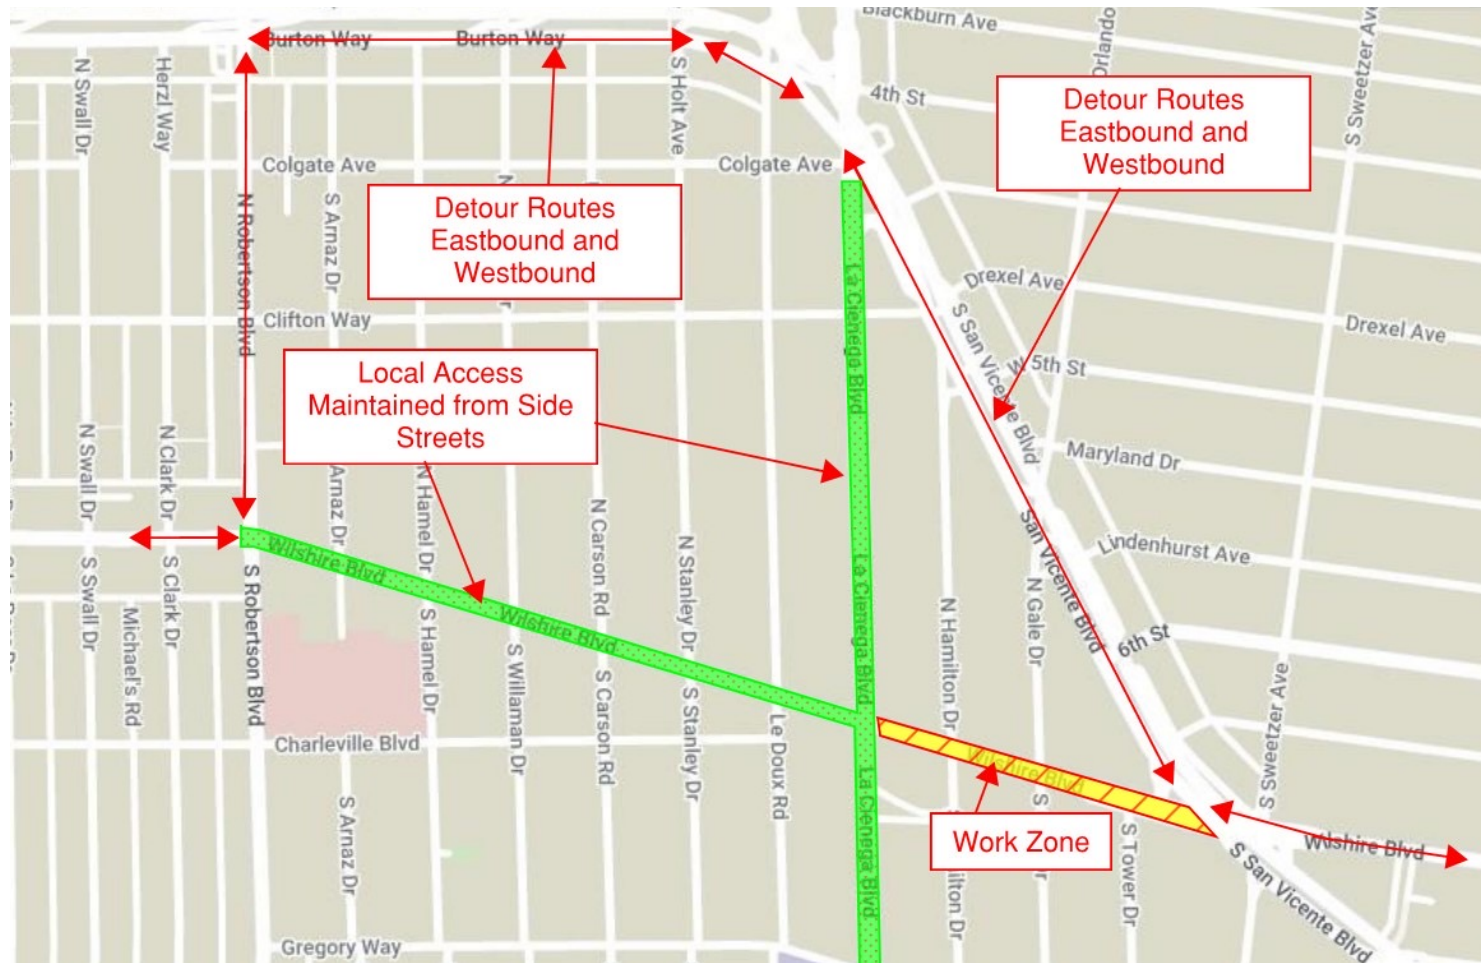 Blackburn Ave
Orlando
S Sweetzer Ave
Burton Way
Burton Way
N Swall Dr
Herzl Way
S Holt Ave
4th St
Detour Routes
Eastbound and
Westbound
Colgate Ave
Colgate Ave
N Robertson Blvd
S Arnaz Dr
Detour Routes
Eastbound and
Westbound
La Cienega Blvd
Drexel Ave
Drexel Ave
Clifton Way
S San Vicente Blvd
W 5th St
Local Access
Maintained from Side
Streets
N Swall Dr
N Clark Dr
Arnaz Dr
N Hamel Dr
Maryland Dr
N Carson Rd
N Stanley Dr
San Vicente Blvd
Lindenhurst Ave
Wilshire Blvd
Wilshire Blvd
La Cienega Blvd
S Swall Dr
S Clark Dr
Michael's Rd
S Robertson Blvd
S Hamel Dr
S Willaman Dr
S Carson Rd
S Stanley Dr
Le Doux Rd
N Hamilton Dr
N Gale Dr
6th St
S Sweetzer Ave
Charleville Blvd
Wilshire Blvd
La Cienega Blvd
S Arnaz Dr
Work Zone
S Tower Dr
Wilshire Blvd
S San Vicente Blvd
Gregory Way